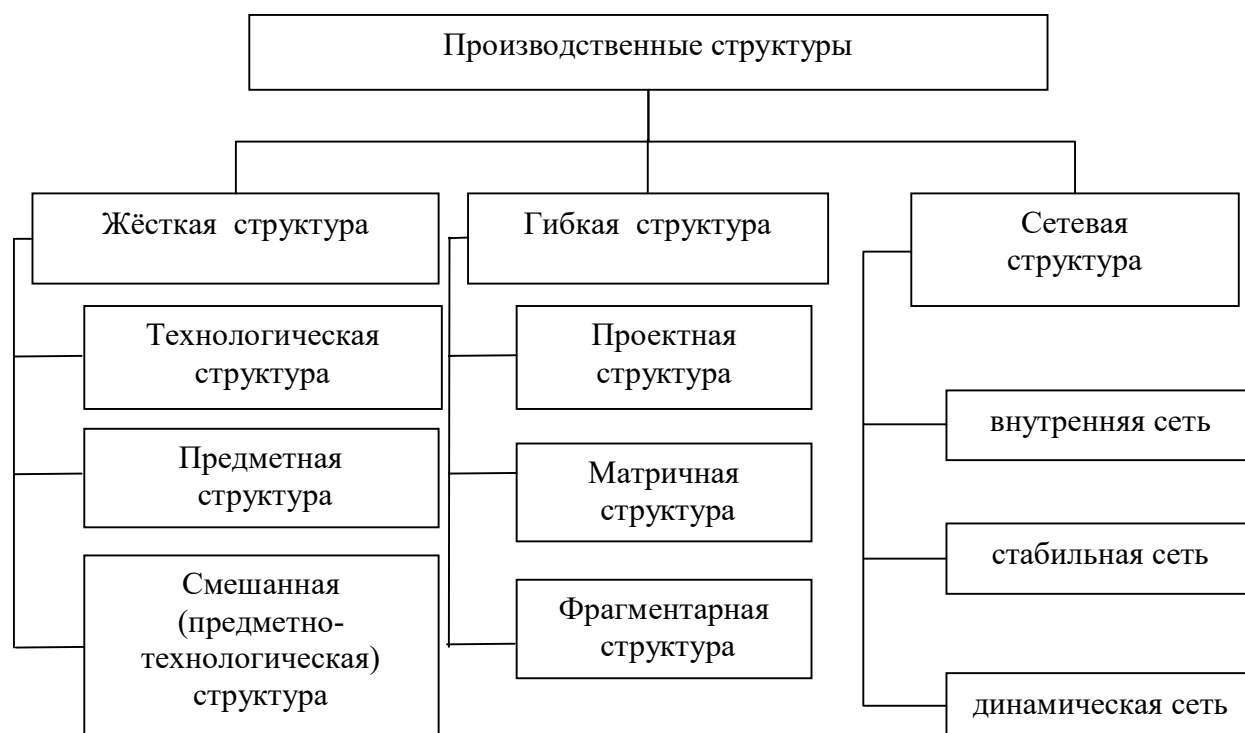 Производственные структуры
Жёсткая структура
Гибкая структура
Сетевая
структура
Технологическая
структура
Проектная
структура
внутренняя сеть
Предметная
структура
Матричная
структура
стабильная сеть
Смешанная
(предметно-
технологическая)
структура
Фрагментарная
структура
динамическая сеть